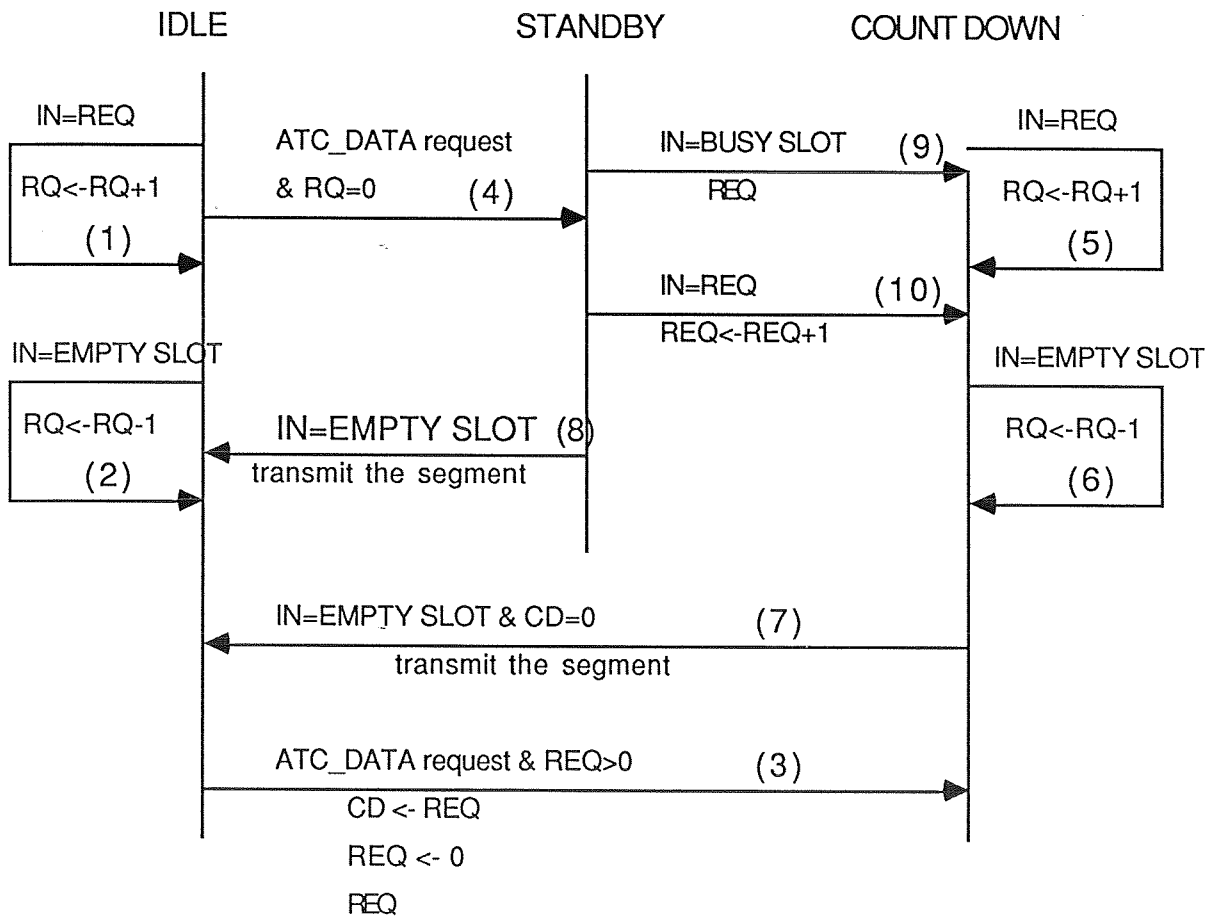 IDLE STANDBY COUNT DOWN
IN=REQ
RQ<-RQ+1
(1)
ATC_DATA request
& RQ=0 (4)
IN=BUSY SLOT (9)
REQ
IN=REQ
RQ<-RQ+1
(5)
IN=REQ (10)
REQ<-REQ+1
IN=EMPTY SLOT
RQ<-RQ-1
(2)
IN=EMPTY SLOT (8)
transmit the segment
IN=EMPTY SLOT
RQ<-RQ-1
(6)
IN=EMPTY SLOT & CD=0 (7)
transmit the segment
ATC_DATA request & REQ>0 (3)
CD <- REQ
REQ <- 0
REQ